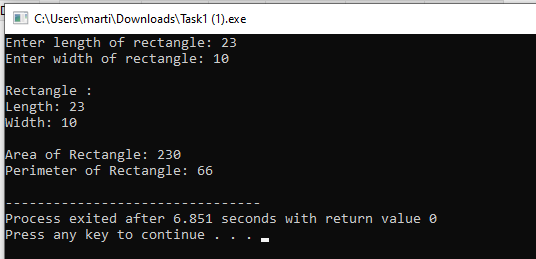 C:\Users\marti\Downloads\Task1 (1).exe
Enter length of rectangle: 23
Enter width of rectangle: 10
Rectangle :
Length: 23
Width: 10
Area of Rectangle: 230
Perimeter of Rectangle: 66
--------------------------------
Process exited after 6.851 seconds with return value 0
Press any key to continue . . .